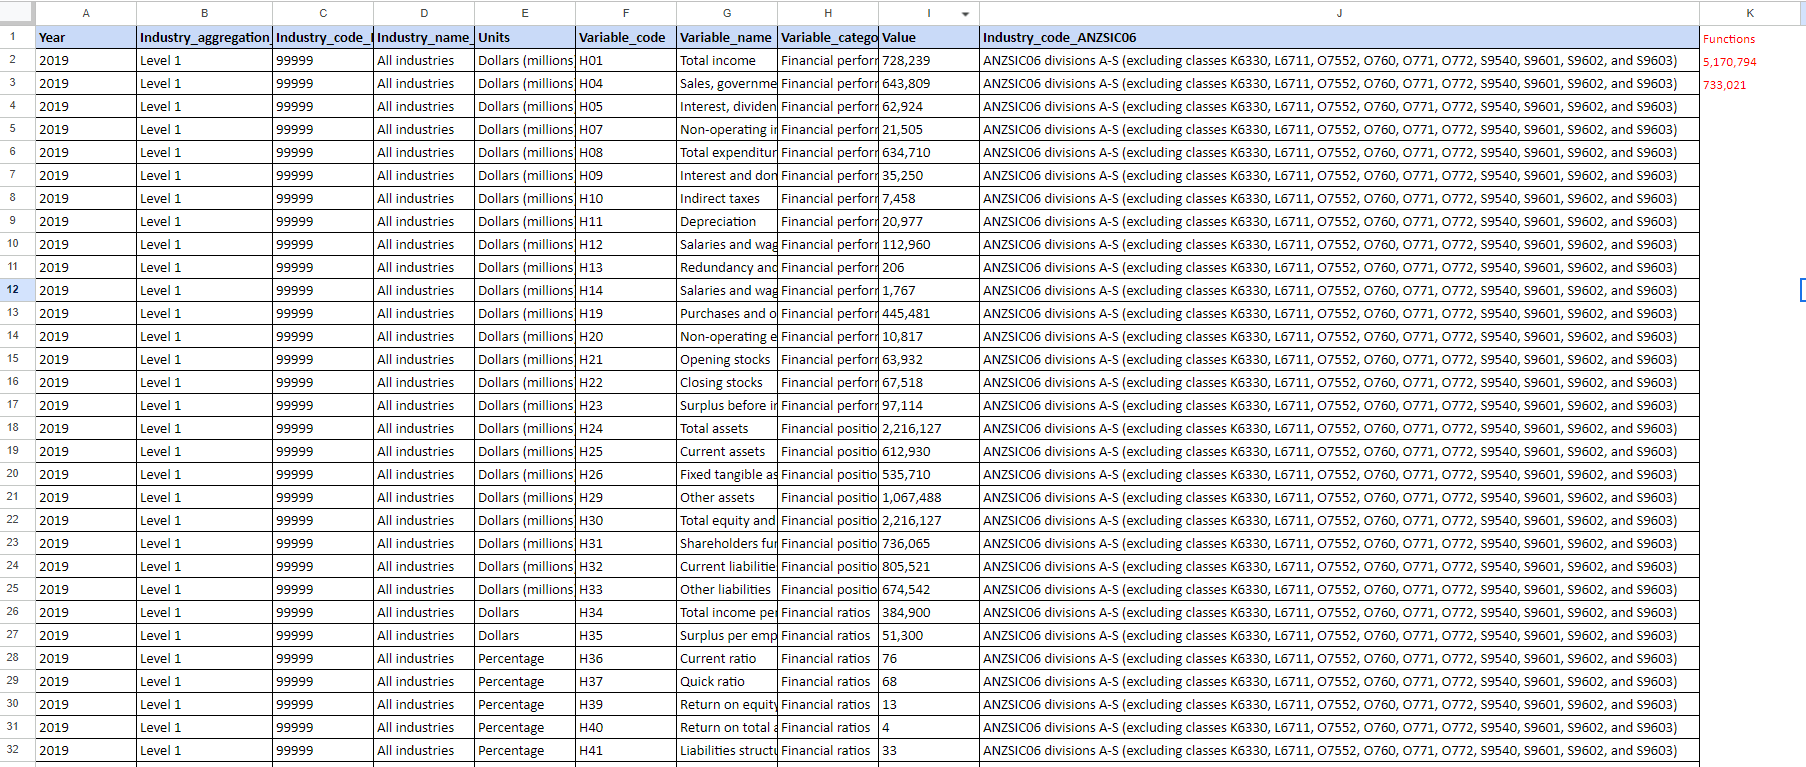 A B C D E F G H I J K
1 Year Industry_aggregation_ Industry_code_ Industry_name_ Units Variable_code Variable_name Variable_catego Value Industry_code_ANZSIC06 Functions
2 2019 Level 1 99999 All industries Dollars (millions) H01 Total income Financial perforr 728,239 ANZSIC06 divisions A-S (excluding classes K6330, L6711, O7552, O760, O771, O772, S9540, S9601, S9602, and S9603) 5,170,794
3 2019 Level 1 99999 All industries Dollars (millions) H04 Sales, governme Financial perforr 643,809 ANZSIC06 divisions A-S (excluding classes K6330, L6711, O7552, O760, O771, O772, S9540, S9601, S9602, and S9603) 733,021
4 2019 Level 1 99999 All industries Dollars (millions) H05 Interest, dividen Financial perforr 62,924 ANZSIC06 divisions A-S (excluding classes K6330, L6711, O7552, O760, O771, O772, S9540, S9601, S9602, and S9603)
5 2019 Level 1 99999 All industries Dollars (millions) H07 Non-operating ir Financial perforr 21,505 ANZSIC06 divisions A-S (excluding classes K6330, L6711, O7552, O760, O771, O772, S9540, S9601, S9602, and S9603)
6 2019 Level 1 99999 All industries Dollars (millions) H08 Total expenditur Financial perforr 634,710 ANZSIC06 divisions A-S (excluding classes K6330, L6711, O7552, O760, O771, O772, S9540, S9601, S9602, and S9603)
7 2019 Level 1 99999 All industries Dollars (millions) H09 Interest and don Financial perforr 35,250 ANZSIC06 divisions A-S (excluding classes K6330, L6711, O7552, O760, O771, O772, S9540, S9601, S9602, and S9603)
8 2019 Level 1 99999 All industries Dollars (millions) H10 Indirect taxes Financial perforr 7,458 ANZSIC06 divisions A-S (excluding classes K6330, L6711, O7552, O760, O771, O772, S9540, S9601, S9602, and S9603)
9 2019 Level 1 99999 All industries Dollars (millions) H11 Depreciation Financial perforr 20,977 ANZSIC06 divisions A-S (excluding classes K6330, L6711, O7552, O760, O771, O772, S9540, S9601, S9602, and S9603)
10 2019 Level 1 99999 All industries Dollars (millions) H12 Salaries and wag Financial perforr 112,960 ANZSIC06 divisions A-S (excluding classes K6330, L6711, O7552, O760, O771, O772, S9540, S9601, S9602, and S9603)
11 2019 Level 1 99999 All industries Dollars (millions) H13 Redundancy and Financial perforr 206 ANZSIC06 divisions A-S (excluding classes K6330, L6711, O7552, O760, O771, O772, S9540, S9601, S9602, and S9603)
12 2019 Level 1 99999 All industries Dollars (millions) H14 Salaries and wag Financial perforr 1,767 ANZSIC06 divisions A-S (excluding classes K6330, L6711, O7552, O760, O771, O772, S9540, S9601, S9602, and S9603)
13 2019 Level 1 99999 All industries Dollars (millions) H19 Purchases and o Financial perforr 445,481 ANZSIC06 divisions A-S (excluding classes K6330, L6711, O7552, O760, O771, O772, S9540, S9601, S9602, and S9603)
14 2019 Level 1 99999 All industries Dollars (millions) H20 Non-operating e Financial perforr 10,817 ANZSIC06 divisions A-S (excluding classes K6330, L6711, O7552, O760, O771, O772, S9540, S9601, S9602, and S9603)
15 2019 Level 1 99999 All industries Dollars (millions) H21 Opening stocks Financial perforr 63,932 ANZSIC06 divisions A-S (excluding classes K6330, L6711, O7552, O760, O771, O772, S9540, S9601, S9602, and S9603)
16 2019 Level 1 99999 All industries Dollars (millions) H22 Closing stocks Financial perforr 67,518 ANZSIC06 divisions A-S (excluding classes K6330, L6711, O7552, O760, O771, O772, S9540, S9601, S9602, and S9603)
17 2019 Level 1 99999 All industries Dollars (millions) H23 Surplus before ir Financial perforr 97,114 ANZSIC06 divisions A-S (excluding classes K6330, L6711, O7552, O760, O771, O772, S9540, S9601, S9602, and S9603)
18 2019 Level 1 99999 All industries Dollars (millions) H24 Total assets Financial positio 2,216,127 ANZSIC06 divisions A-S (excluding classes K6330, L6711, O7552, O760, O771, O772, S9540, S9601, S9602, and S9603)
19 2019 Level 1 99999 All industries Dollars (millions) H25 Current assets Financial positio 612,930 ANZSIC06 divisions A-S (excluding classes K6330, L6711, O7552, O760, O771, O772, S9540, S9601, S9602, and S9603)
20 2019 Level 1 99999 All industries Dollars (millions) H26 Fixed tangible as Financial positio 535,710 ANZSIC06 divisions A-S (excluding classes K6330, L6711, O7552, O760, O771, O772, S9540, S9601, S9602, and S9603)
21 2019 Level 1 99999 All industries Dollars (millions) H29 Other assets Financial positio 1,067,488 ANZSIC06 divisions A-S (excluding classes K6330, L6711, O7552, O760, O771, O772, S9540, S9601, S9602, and S9603)
22 2019 Level 1 99999 All industries Dollars (millions) H30 Total equity and Financial positio 2,216,127 ANZSIC06 divisions A-S (excluding classes K6330, L6711, O7552, O760, O771, O772, S9540, S9601, S9602, and S9603)
23 2019 Level 1 99999 All industries Dollars (millions) H31 Shareholders fur Financial positio 736,065 ANZSIC06 divisions A-S (excluding classes K6330, L6711, O7552, O760, O771, O772, S9540, S9601, S9602, and S9603)
24 2019 Level 1 99999 All industries Dollars (millions) H32 Current liabilitie Financial positio 805,521 ANZSIC06 divisions A-S (excluding classes K6330, L6711, O7552, O760, O771, O772, S9540, S9601, S9602, and S9603)
25 2019 Level 1 99999 All industries Dollars (millions) H33 Other liabilities Financial positio 674,542 ANZSIC06 divisions A-S (excluding classes K6330, L6711, O7552, O760, O771, O772, S9540, S9601, S9602, and S9603)
26 2019 Level 1 99999 All industries Dollars H34 Total income per Financial ratios 384,900 ANZSIC06 divisions A-S (excluding classes K6330, L6711, O7552, O760, O771, O772, S9540, S9601, S9602, and S9603)
27 2019 Level 1 99999 All industries Dollars H35 Surplus per emp Financial ratios 51,300 ANZSIC06 divisions A-S (excluding classes K6330, L6711, O7552, O760, O771, O772, S9540, S9601, S9602, and S9603)
28 2019 Level 1 99999 All industries Percentage H36 Current ratio Financial ratios 76 ANZSIC06 divisions A-S (excluding classes K6330, L6711, O7552, O760, O771, O772, S9540, S9601, S9602, and S9603)
29 2019 Level 1 99999 All industries Percentage H37 Quick ratio Financial ratios 68 ANZSIC06 divisions A-S (excluding classes K6330, L6711, O7552, O760, O771, O772, S9540, S9601, S9602, and S9603)
30 2019 Level 1 99999 All industries Percentage H39 Return on equity Financial ratios 13 ANZSIC06 divisions A-S (excluding classes K6330, L6711, O7552, O760, O771, O772, S9540, S9601, S9602, and S9603)
31 2019 Level 1 99999 All industries Percentage H40 Return on total a Financial ratios 4 ANZSIC06 divisions A-S (excluding classes K6330, L6711, O7552, O760, O771, O772, S9540, S9601, S9602, and S9603)
32 2019 Level 1 99999 All industries Percentage H41 Liabilities structu Financial ratios 33 ANZSIC06 divisions A-S (excluding classes K6330, L6711, O7552, O760, O771, O772, S9540, S9601, S9602, and S9603)